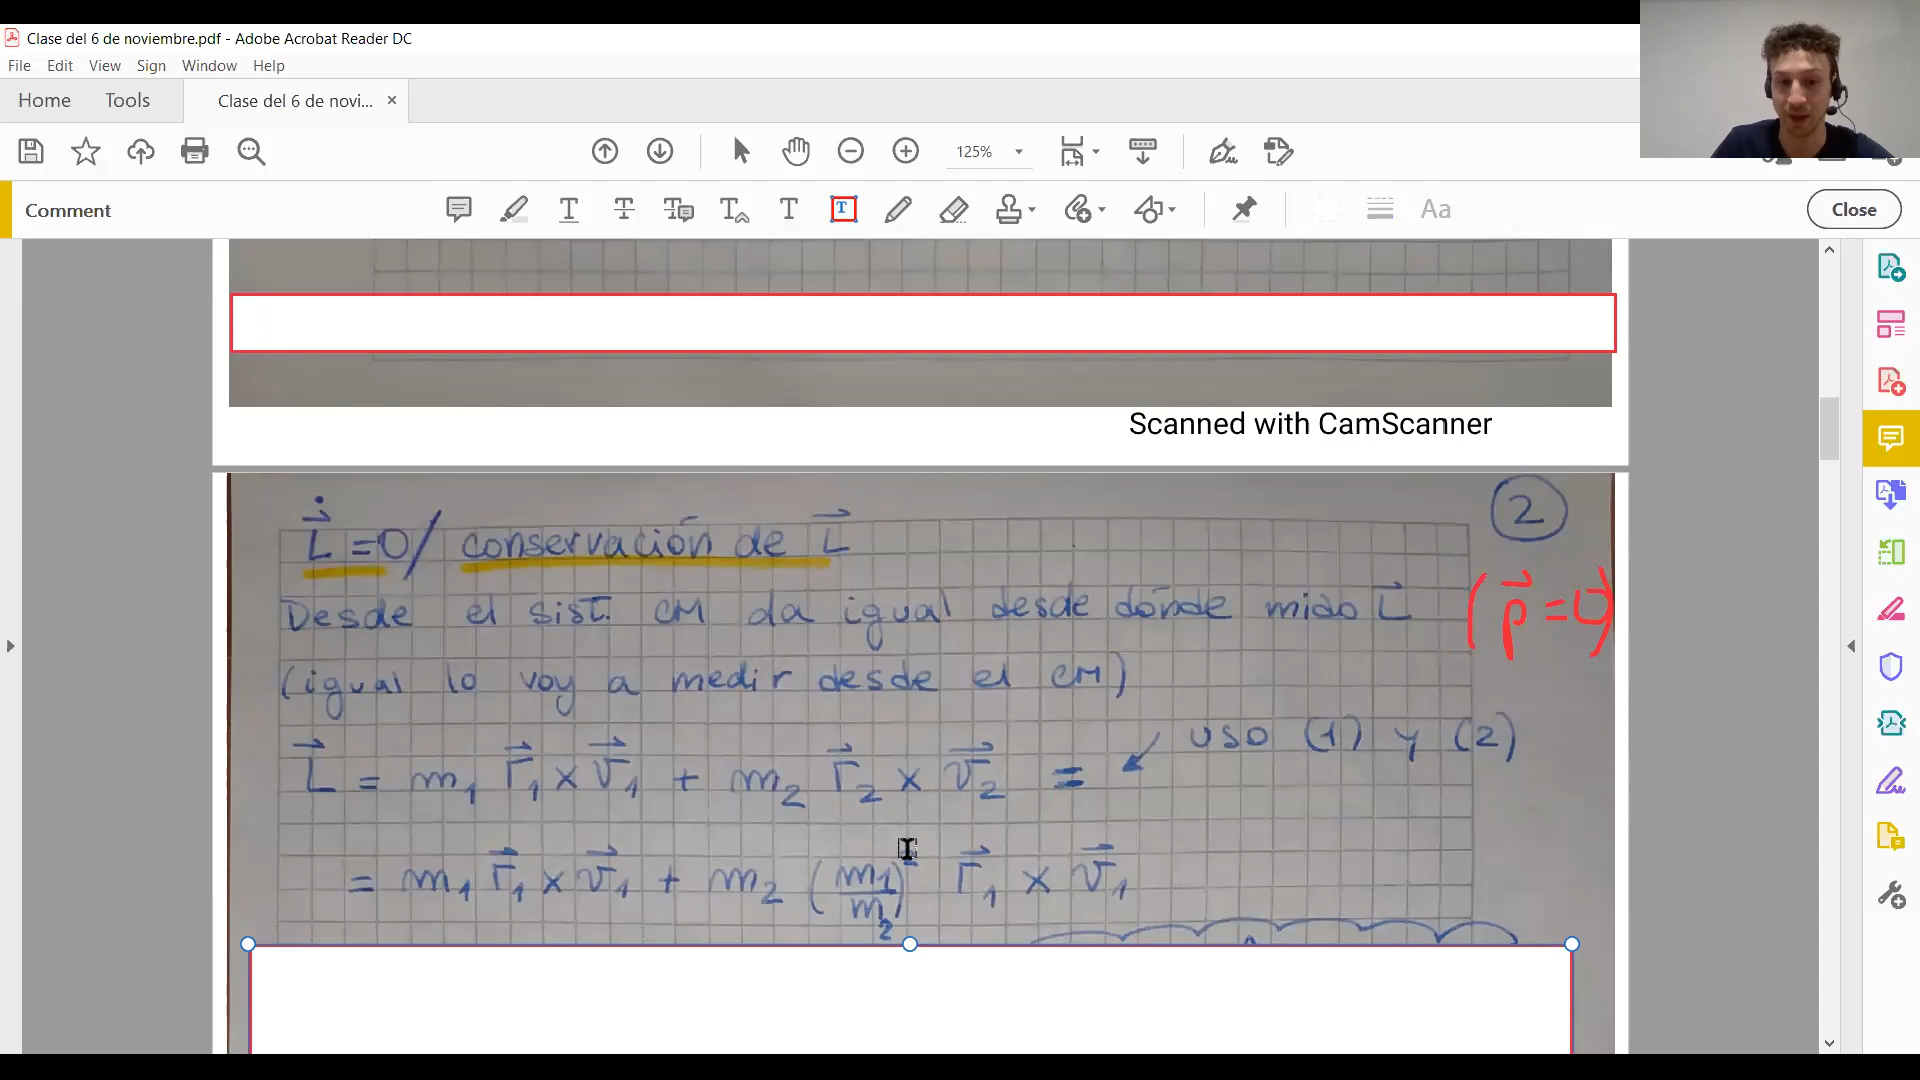 Clase del 6 de noviembre.pdf - Adobe Acrobat Reader DC
File Edit View Sign Window Help
Home Tools Clase del 6 de novi... ×
125%
Comment
Close
Scanned with CamScanner
2
L⃗̇ = 0 / conservación de L⃗
Desde el sist. CM da igual desde dónde mido L⃗ (p⃗ = 0)
(igual lo voy a medir desde el CM)
uso (1) y (2)
L⃗ = m₁ r⃗₁ × v⃗₁ + m₂ r⃗₂ × v⃗₂ =
= m₁ r⃗₁ × v⃗₁ + m₂ (m₁/m₂)² r⃗₁ × v⃗₁